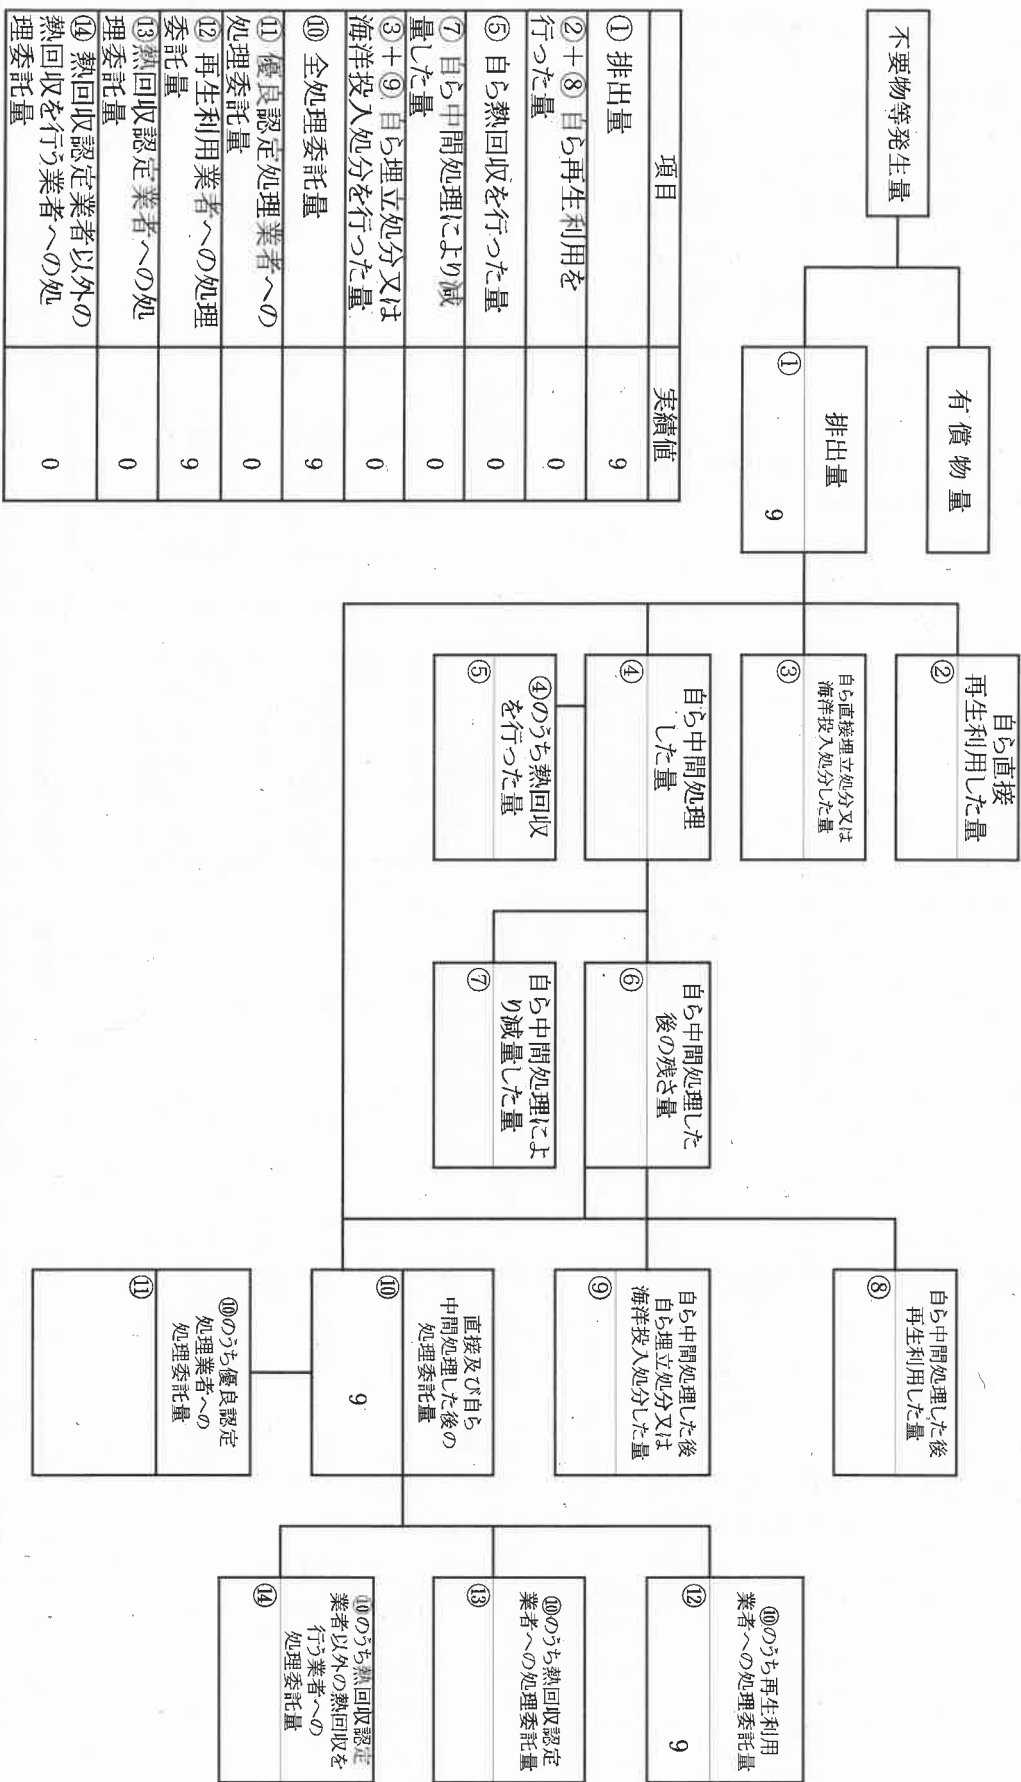 不要物等発生量
有償物量
排出量
①
9
自ら直接
再生利用した量
②
自ら直接埋立処分又は
海洋投入処分した量
③
自ら中間処理
した量
④
④のうち熱回収
を行った量
⑤
自ら中間処理した
後の残さ量
⑥
自ら中間処理によ
り減量した量
⑦
自ら中間処理した後
再生利用した量
⑧
自ら中間処理した後
自ら埋立処分又は
海洋投入処分した量
⑨
直接及び自ら
中間処理した後の
処理委託量
⑩
9
⑩のうち優良認定
処理業者への
処理委託量
⑪
⑩のうち再生利用
業者への処理委託量
⑫
9
⑩のうち熱回収認定
業者への処理委託量
⑬
⑩のうち熱回収認定
業者以外の熱回収を
行う業者への
処理委託量
⑭
項目 実績値
① 排出量 9
②＋⑧ 自ら再生利用を
行った量 0
⑤ 自ら熱回収を行った量 0
⑦ 自ら中間処理により減
量した量 0
③＋⑨ 自ら埋立処分又は
海洋投入処分を行った量 0
⑩ 全処理委託量 9
⑪ 優良認定処理業者への
処理委託量 0
⑫ 再生利用業者への処理
委託量 9
⑬熱回収認定業者への処
理委託量 0
⑭ 熱回収認定業者以外の
熱回収を行う業者への処
理委託量 0